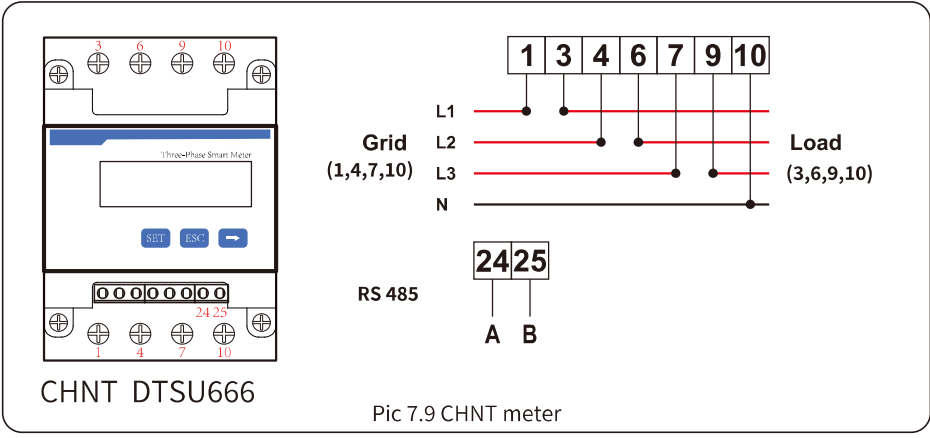 3 6 9 10
Three-Phase Smart Meter
SET ESC
24 25
1 4 7 10
CHNT DTSU666
1 3 4 6 7 9 10
L1
L2
L3
N
Grid
(1,4,7,10)
Load
(3,6,9,10)
24 25
RS 485
A B
Pic 7.9 CHNT meter